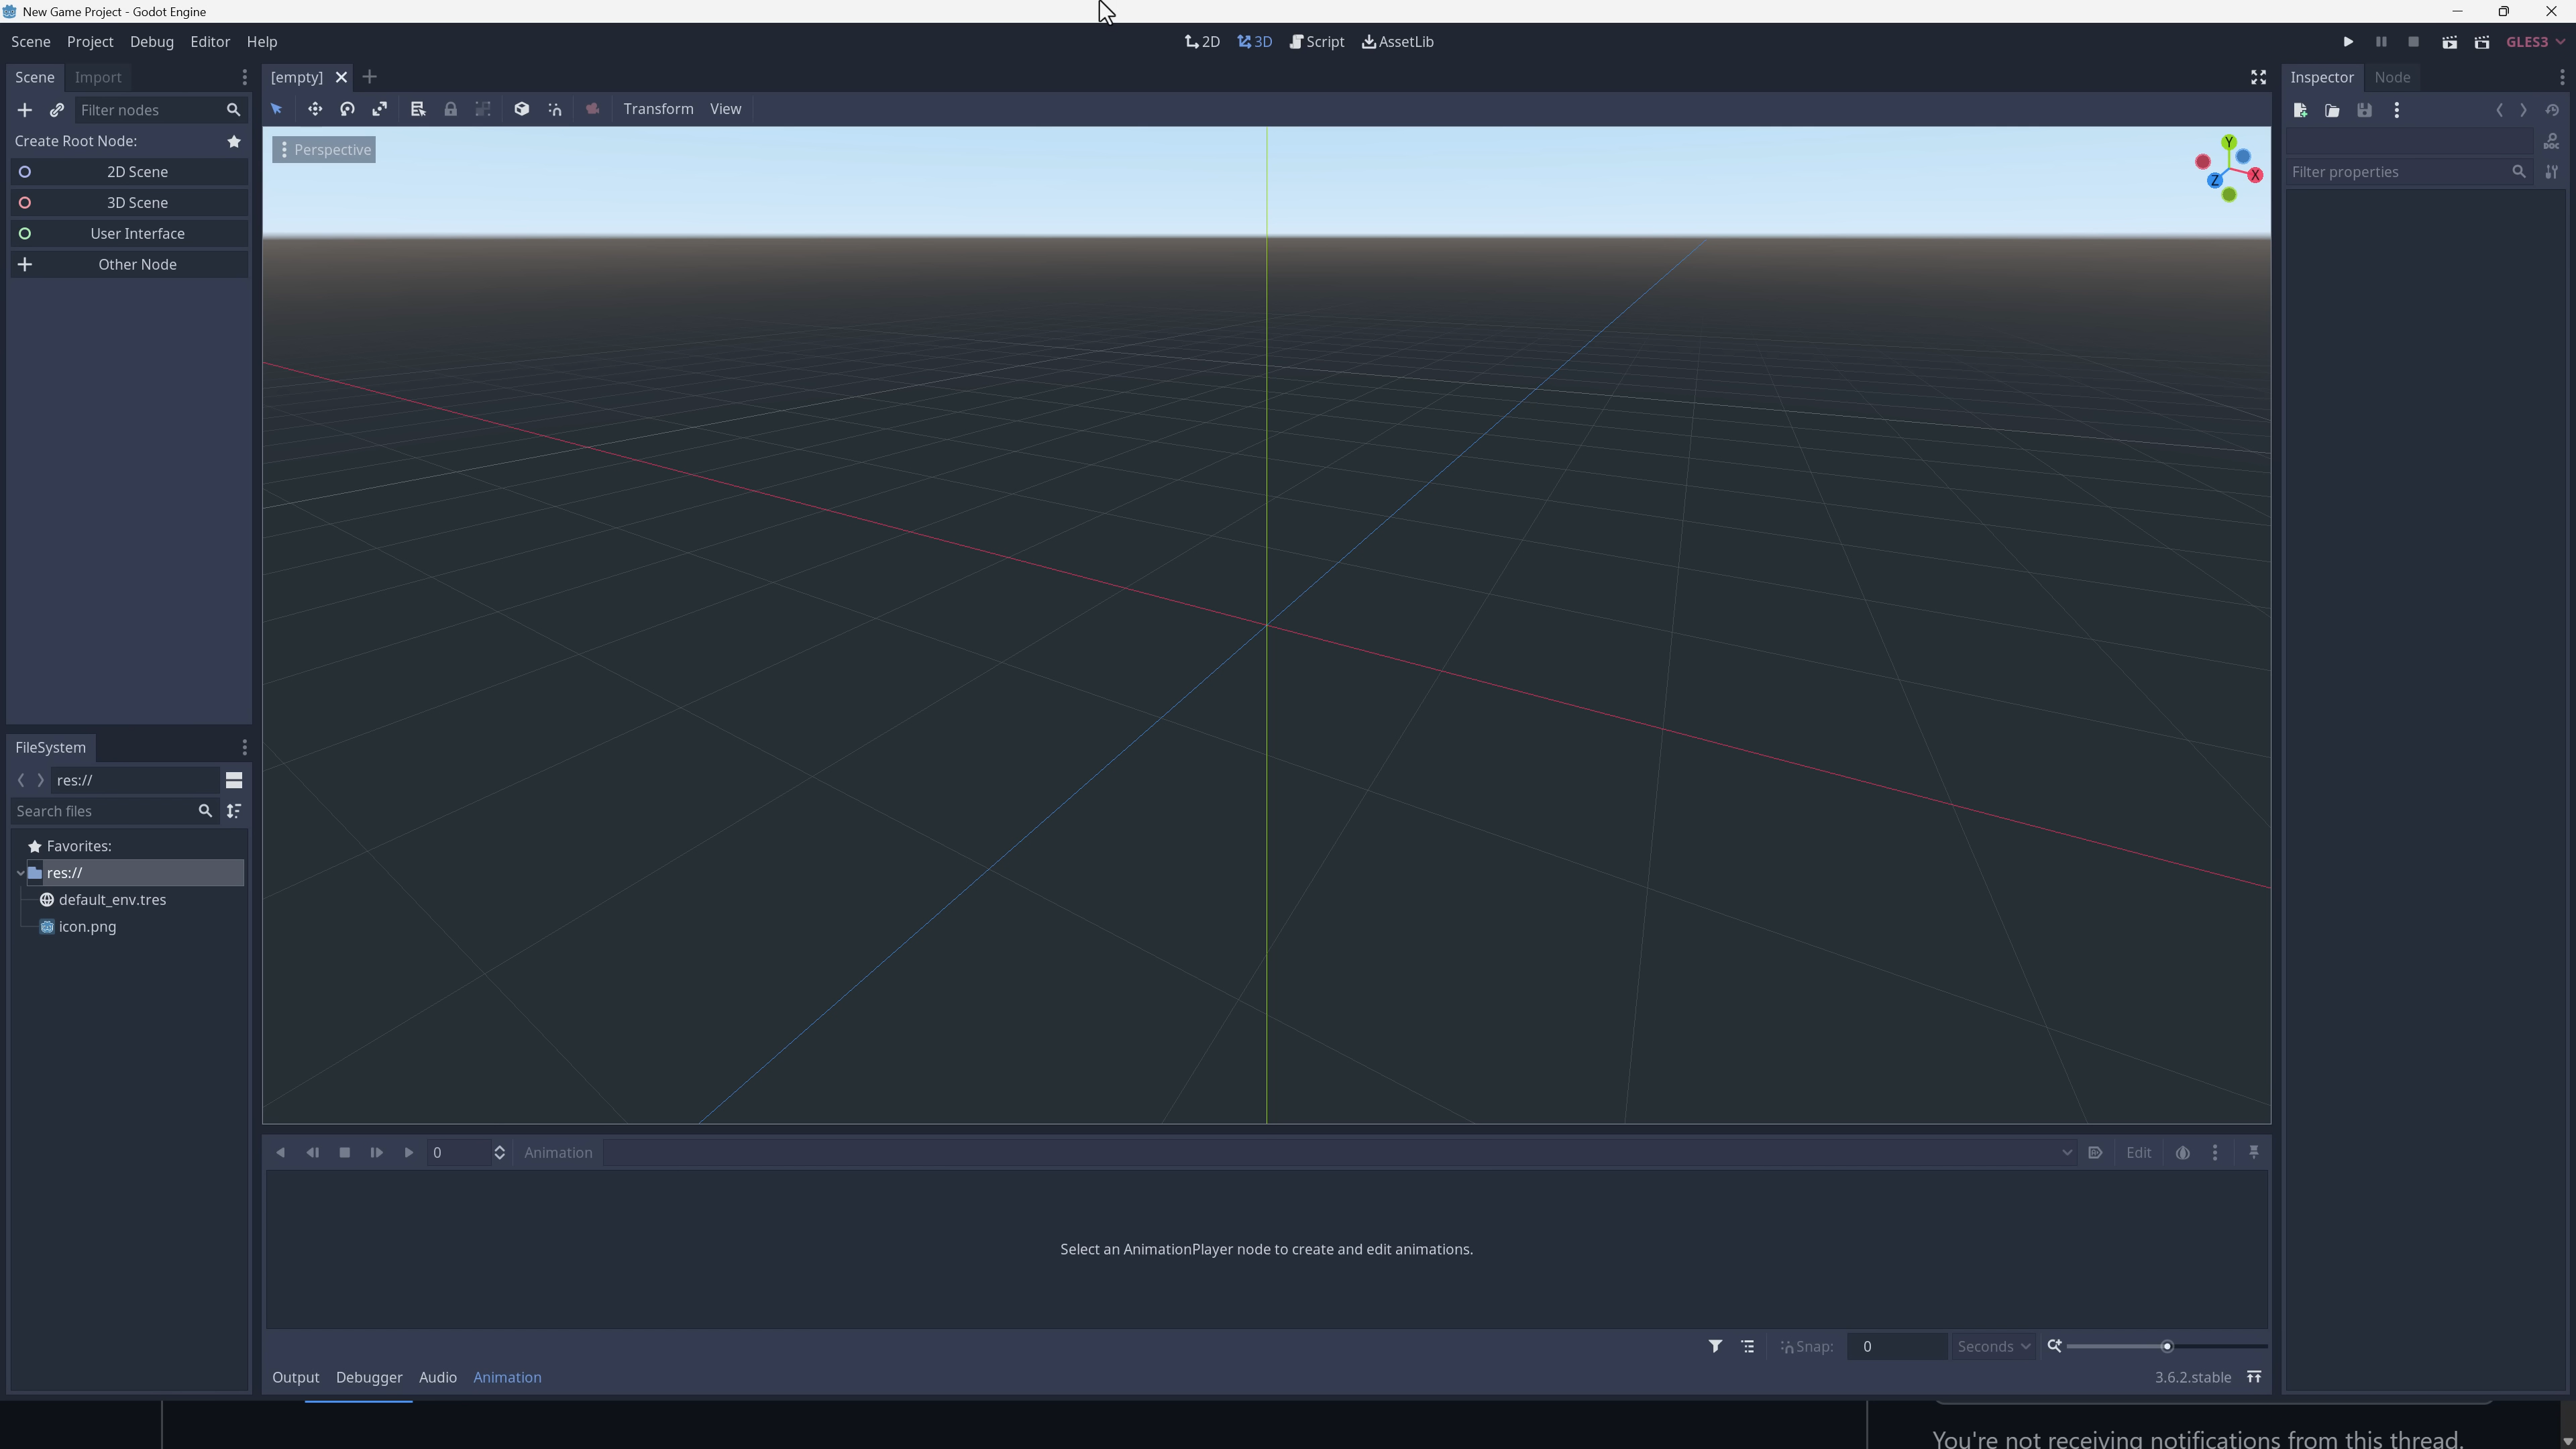 New Game Project - Godot Engine
Scene Project Debug Editor Help
2D 3D Script AssetLib
GLES3
Scene Import
[empty]
Inspector Node
Filter nodes
Transform View
Create Root Node:
DOC
2D Scene
3D Scene
User Interface
Other Node
Perspective
Y
Z
X
Filter properties
FileSystem
res://
Search files
Favorites:
res://
default_env.tres
icon.png
0 Animation
Edit
Select an AnimationPlayer node to create and edit animations.
Snap: 0 Seconds
Output Debugger Audio Animation
3.6.2.stable
You're not receiving notifications from this thread.